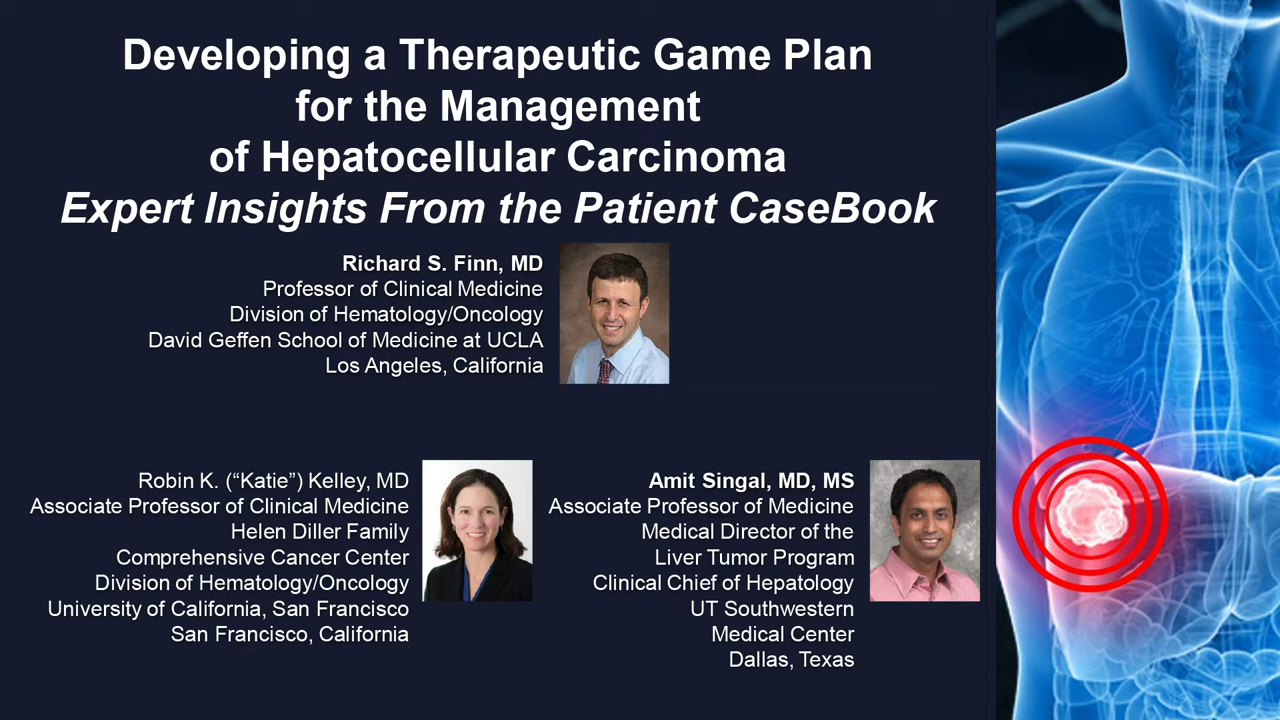 Developing a Therapeutic Game Plan
for the Management
of Hepatocellular Carcinoma
Expert Insights From the Patient CaseBook
Richard S. Finn, MD
Professor of Clinical Medicine
Division of Hematology/Oncology
David Geffen School of Medicine at UCLA
Los Angeles, California
Robin K. (“Katie”) Kelley, MD
Associate Professor of Clinical Medicine
Helen Diller Family
Comprehensive Cancer Center
Division of Hematology/Oncology
University of California, San Francisco
San Francisco, California
Amit Singal, MD, MS
Associate Professor of Medicine
Medical Director of the
Liver Tumor Program
Clinical Chief of Hepatology
UT Southwestern
Medical Center
Dallas, Texas